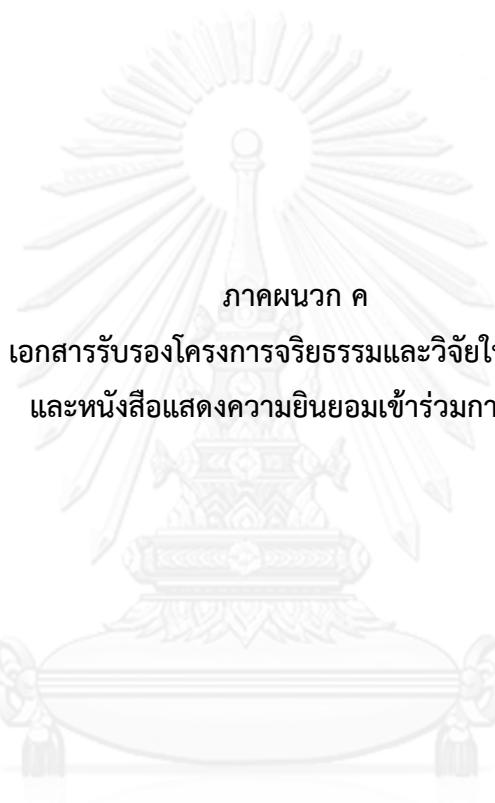 ภาคผนวก ค
เอกสารรับรองโครงการจริยธรรมและวิจัย
และหนังสือแสดงความยินยอมเข้าร่วม